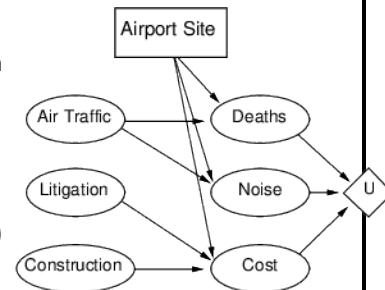 Airport Site
Air Traffic
Deaths
Litigation
Noise
U
Construction
Cost